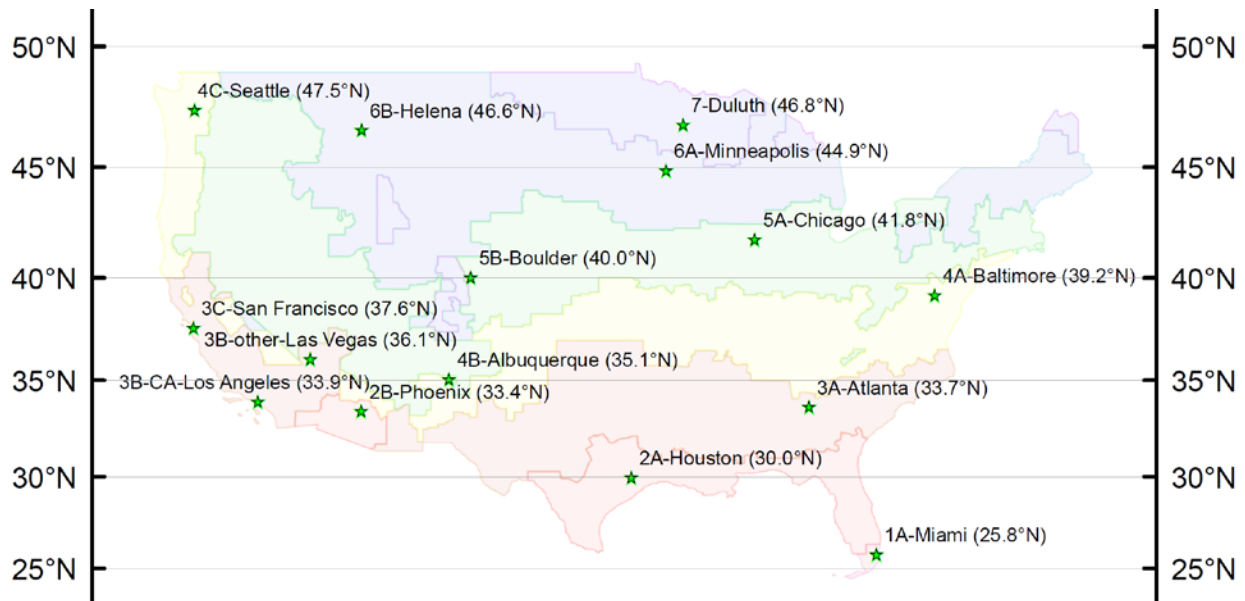 50°N 50°N
4C-Seattle (47.5°N)
6B-Helena (46.6°N)
7-Duluth (46.8°N)
6A-Minneapolis (44.9°N)
45°N 45°N
5A-Chicago (41.8°N)
5B-Boulder (40.0°N)
4A-Baltimore (39.2°N)
40°N 40°N
3C-San Francisco (37.6°N)
3B-other-Las Vegas (36.1°N)
4B-Albuquerque (35.1°N)
35°N 35°N
3B-CA-Los Angeles (33.9°N)
2B-Phoenix (33.4°N)
3A-Atlanta (33.7°N)
2A-Houston (30.0°N)
30°N 30°N
1A-Miami (25.8°N)
25°N 25°N